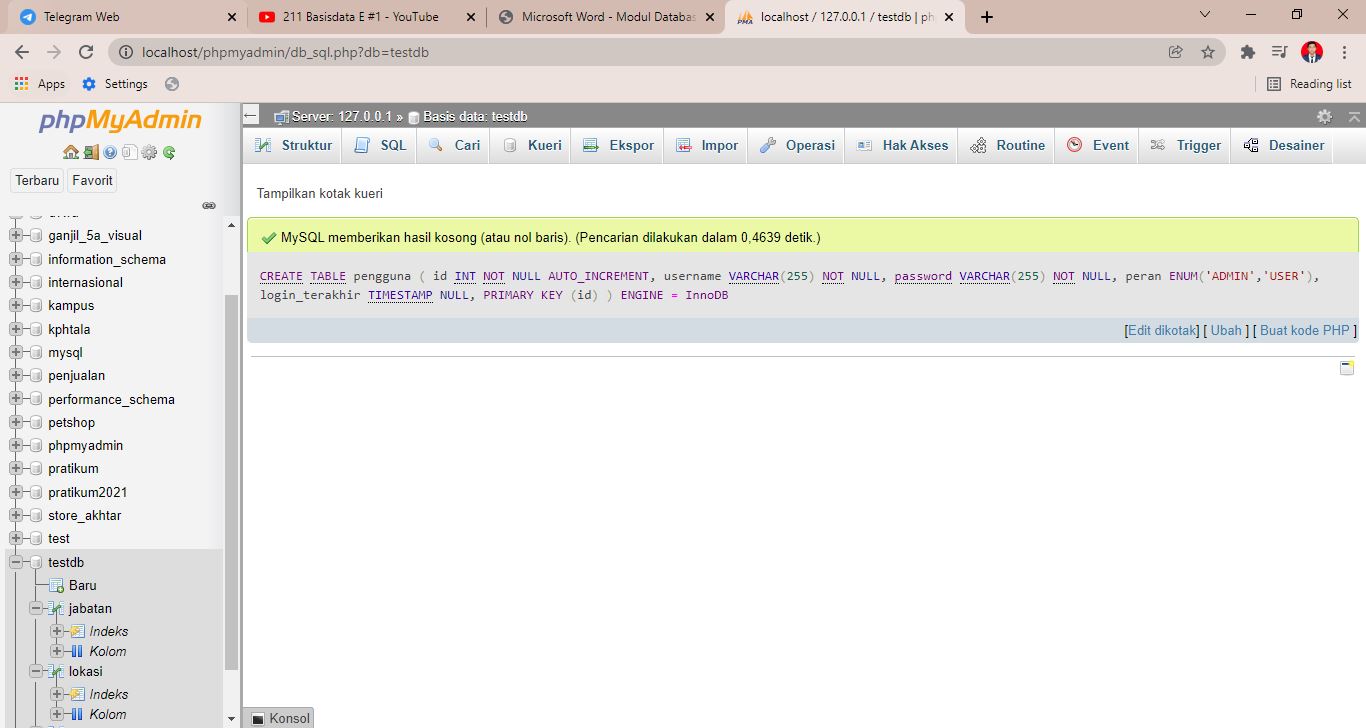 Telegram Web
211 Basisdata E #1 - YouTube
Microsoft Word - Modul Databas
localhost / 127.0.0.1 / testdb | ph
localhost/phpmyadmin/db_sql.php?db=testdb
Apps
Settings
Reading list
phpMyAdmin
Terbaru
Favorit
ganjil_5a_visual
information_schema
internasional
kampus
kphtala
mysql
penjualan
performance_schema
petshop
phpmyadmin
pratikum
pratikum2021
store_akhtar
test
testdb
Baru
jabatan
Indeks
Kolom
lokasi
Indeks
Kolom
Server: 127.0.0.1 » Basis data: testdb
Struktur
SQL
Cari
Kueri
Ekspor
Impor
Operasi
Hak Akses
Routine
Event
Trigger
Desainer
Tampilkan kotak kueri
MySQL memberikan hasil kosong (atau nol baris). (Pencarian dilakukan dalam 0,4639 detik.)
CREATE TABLE pengguna ( id INT NOT NULL AUTO_INCREMENT, username VARCHAR(255) NOT NULL, password VARCHAR(255) NOT NULL, peran ENUM('ADMIN','USER'),
login_terakhir TIMESTAMP NULL, PRIMARY KEY (id) ) ENGINE = InnoDB
[Edit dikotak] [ Ubah ] [ Buat kode PHP ]
Konsol